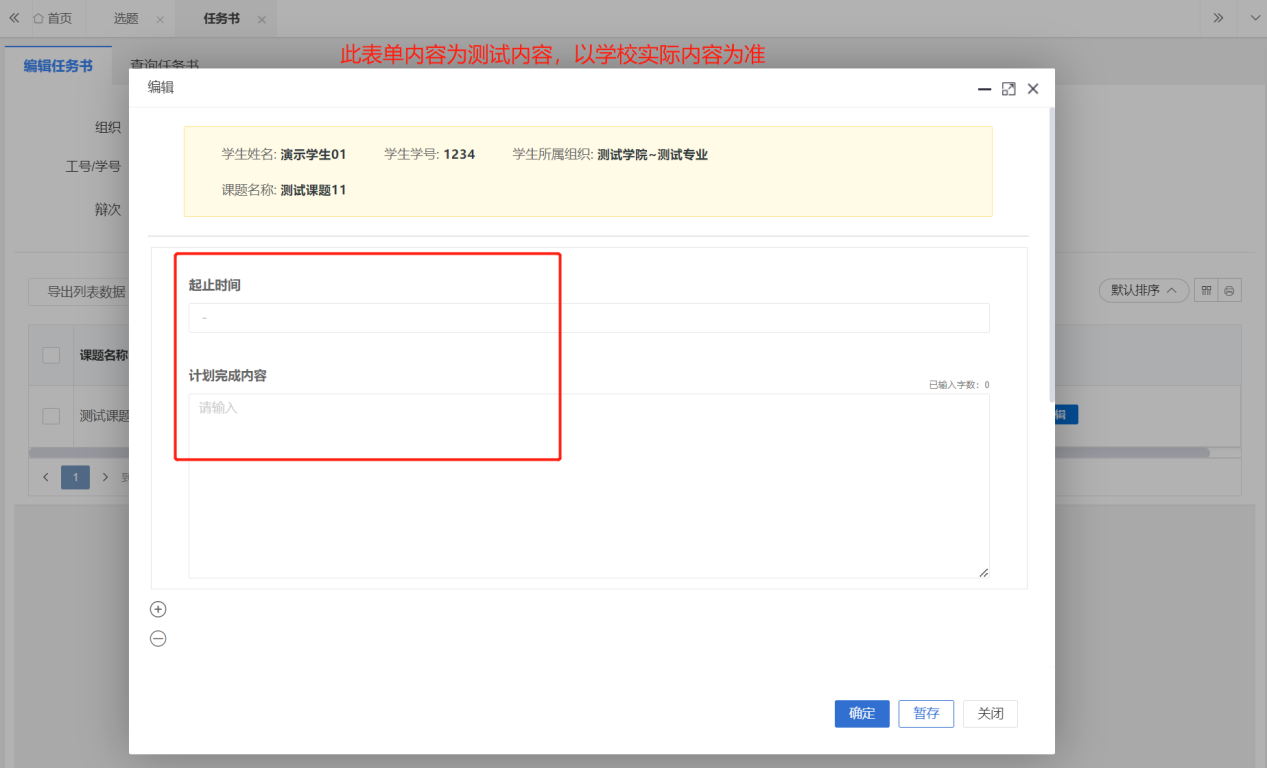 首页 选题 任务书
此表单内容为测试内容，以学校实际内容为准
编辑任务书 查询任务书
编辑
组织
工号/学号
辩次
学生姓名: 演示学生01 学生学号: 1234 学生所属组织: 测试学院~测试专业
课题名称: 测试课题11
起止时间
导出列表数据
默认排序
-
课题名称
计划完成内容
已输入字数: 0
请输入
测试课题
辑
1
到
确定 暂存 关闭